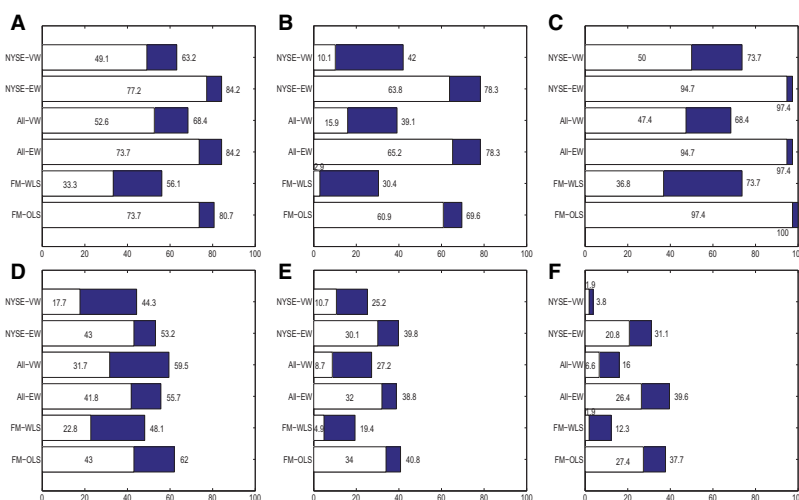 A
NYSE-VW 49.1 63.2
NYSE-EW 77.2 84.2
All-VW 52.6 68.4
All-EW 73.7 84.2
FM-WLS 33.3 56.1
FM-OLS 73.7 80.7
0 20 40 60 80 100
B
NYSE-VW 10.1 42
NYSE-EW 63.8 78.3
All-VW 15.9 39.1
All-EW 65.2 78.3
FM-WLS 2.9 30.4
FM-OLS 60.9 69.6
0 20 40 60 80 100
C
NYSE-VW 50 73.7
NYSE-EW 94.7 97.4
All-VW 47.4 68.4
All-EW 94.7 97.4
FM-WLS 36.8 73.7
FM-OLS 97.4 100
0 20 40 60 80 100
D
NYSE-VW 17.7 44.3
NYSE-EW 43 53.2
All-VW 31.7 59.5
All-EW 41.8 55.7
FM-WLS 22.8 48.1
FM-OLS 43 62
0 20 40 60 80 100
E
NYSE-VW 10.7 25.2
NYSE-EW 30.1 39.8
All-VW 8.7 27.2
All-EW 32 38.8
FM-WLS 4.9 19.4
FM-OLS 34 40.8
0 20 40 60 80 100
F
NYSE-VW 1.9 3.8
NYSE-EW 20.8 31.1
All-VW 6.6 16
All-EW 26.4 39.6
FM-WLS 1.9 12.3
FM-OLS 27.4 37.7
0 20 40 60 80 100